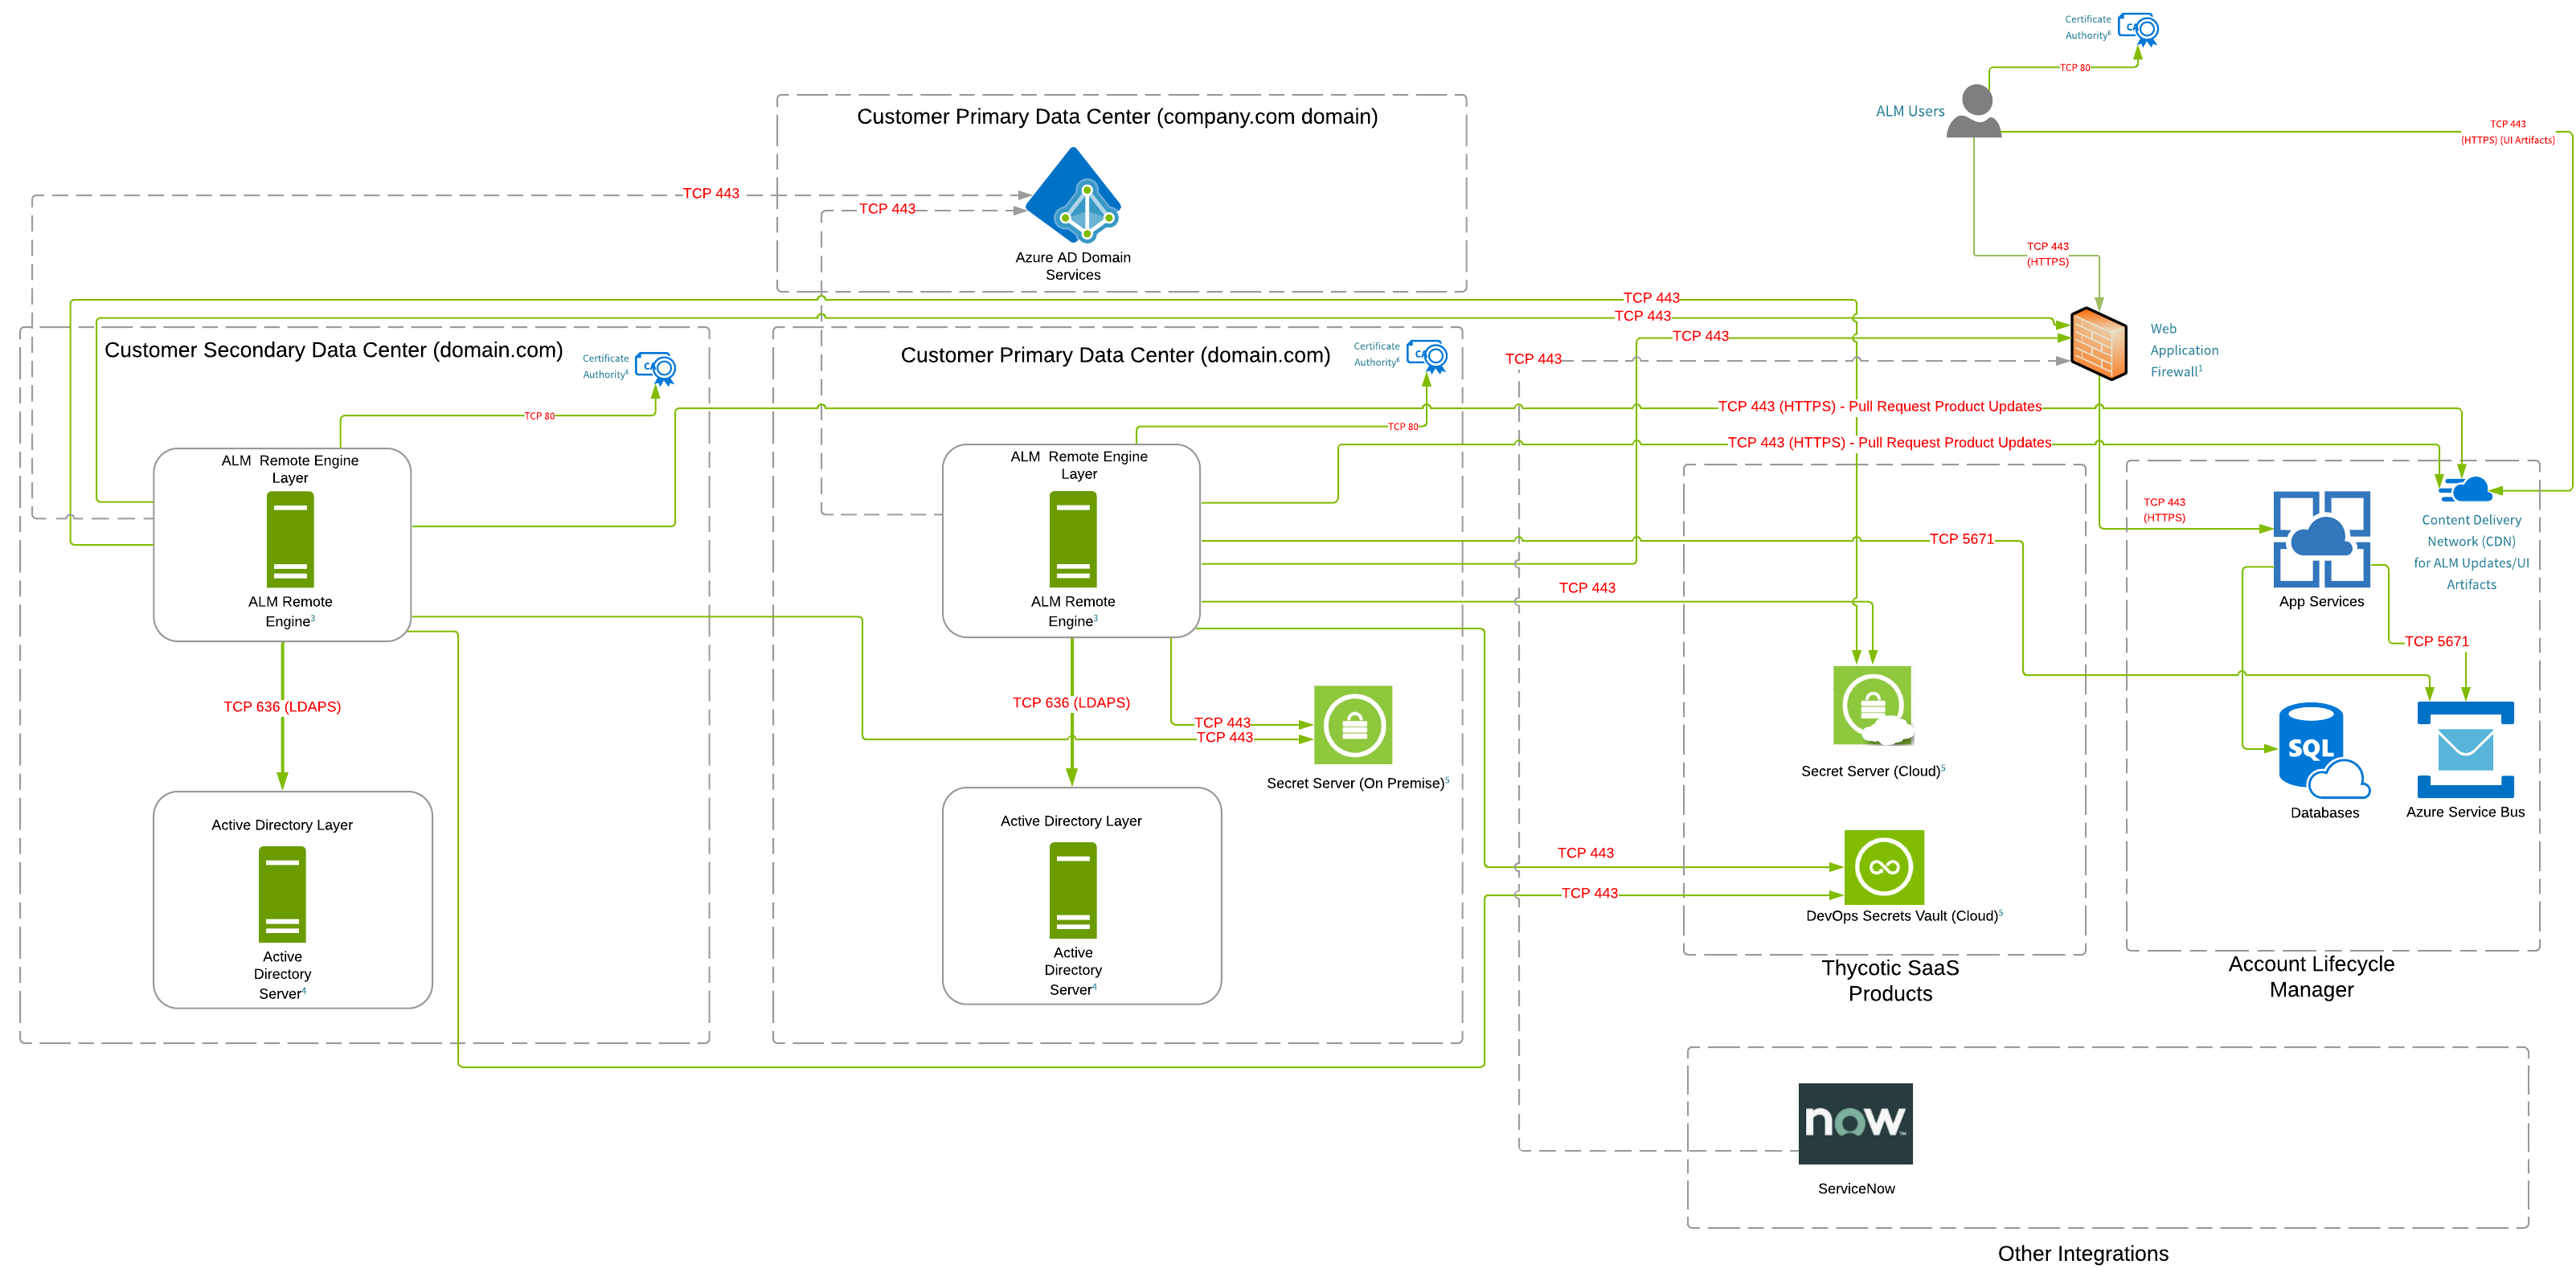 Certificate
Authority6
CA
TCP 80
ALM Users
TCP 443
(HTTPS) (UI Artifacts)
Customer Primary Data Center (company.com domain)
TCP 443
TCP 443
Azure AD Domain
Services
TCP 443
(HTTPS)
TCP 443
TCP 443
TCP 443
TCP 443
Web
Application
Firewall1
Customer Secondary Data Center (domain.com)
Certificate
Authority6
CA
TCP 80
Customer Primary Data Center (domain.com)
Certificate
Authority6
CA
TCP 80
TCP 443 (HTTPS) - Pull Request Product Updates
TCP 443 (HTTPS) - Pull Request Product Updates
ALM Remote Engine
Layer
ALM Remote
Engine3
ALM Remote Engine
Layer
ALM Remote
Engine3
TCP 443
(HTTPS)
TCP 5671
TCP 443
App Services
Content Delivery
Network (CDN)
for ALM Updates/UI
Artifacts
TCP 5671
TCP 636 (LDAPS)
TCP 636 (LDAPS)
TCP 443
TCP 443
Secret Server (On Premise)5
Secret Server (Cloud)5
SQL
Databases
Azure Service Bus
Active Directory Layer
Active
Directory
Server4
Active Directory Layer
Active
Directory
Server4
TCP 443
TCP 443
DevOps Secrets Vault (Cloud)5
Thycotic SaaS
Products
Account Lifecycle
Manager
now
TM
ServiceNow
Other Integrations